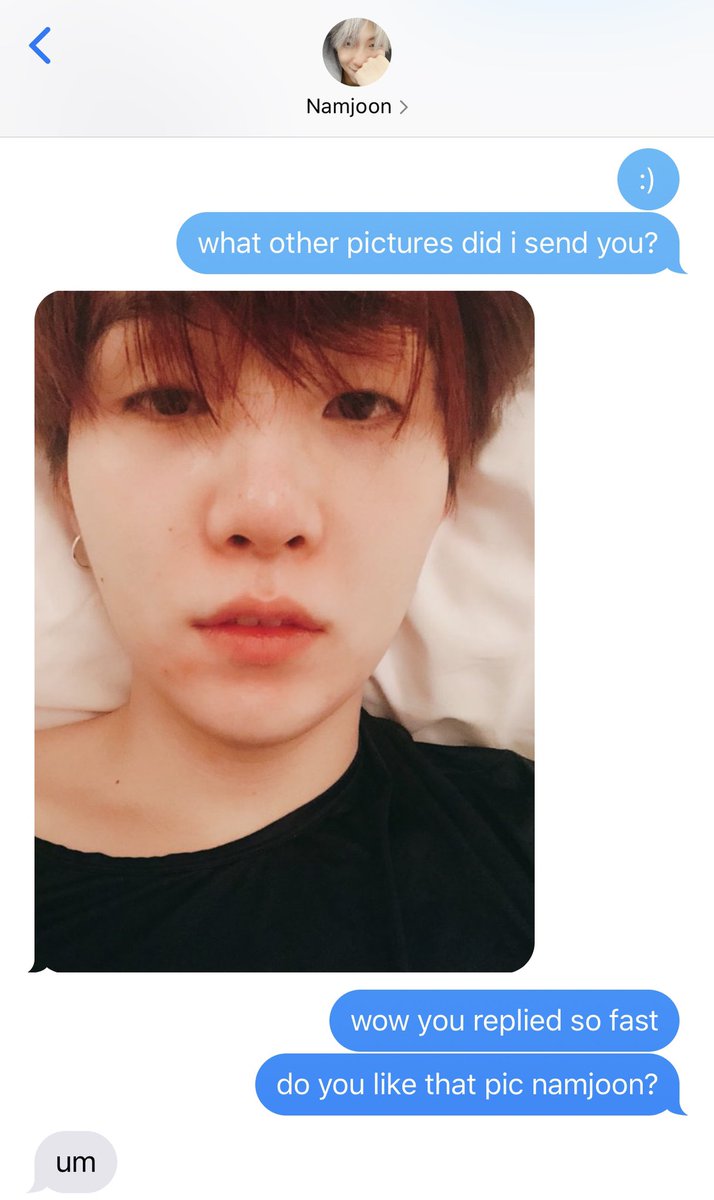 Namjoon
:)
what other pictures did i send you?
wow you replied so fast
do you like that pic namjoon?
um